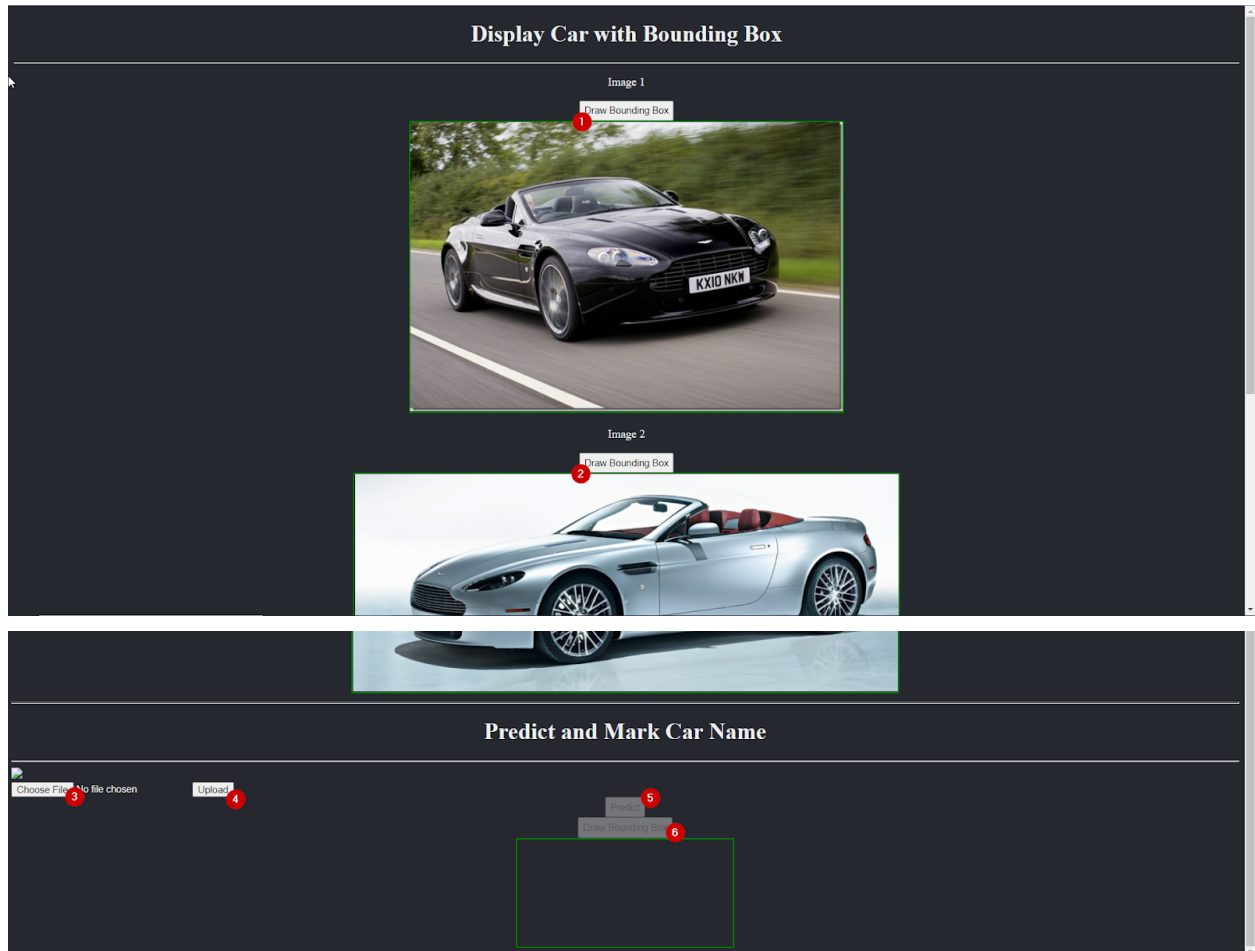 Display Car with Bounding Box
Image 1
Draw Bounding Box
1
KX10 NKW
Image 2
Draw Bounding Box
2
Predict and Mark Car Name
Choose File No file chosen Upload
3
4
Predict
5
Draw Bounding Box
6